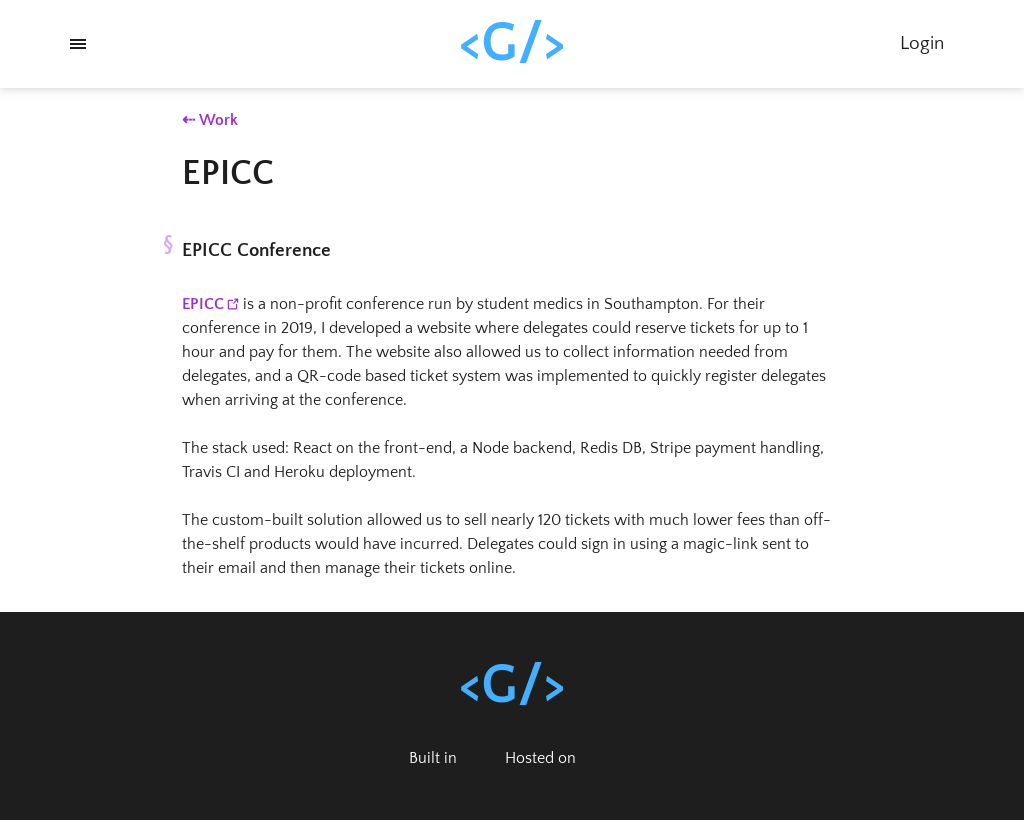 <G/>
Login
⇠ Work
EPICC
§ EPICC Conference
EPICC is a non-profit conference run by student medics in Southampton. For their
conference in 2019, I developed a website where delegates could reserve tickets for up to 1
hour and pay for them. The website also allowed us to collect information needed from
delegates, and a QR-code based ticket system was implemented to quickly register delegates
when arriving at the conference.
The stack used: React on the front-end, a Node backend, Redis DB, Stripe payment handling,
Travis CI and Heroku deployment.
The custom-built solution allowed us to sell nearly 120 tickets with much lower fees than off-
the-shelf products would have incurred. Delegates could sign in using a magic-link sent to
their email and then manage their tickets online.
<G/>
Built in
Hosted on